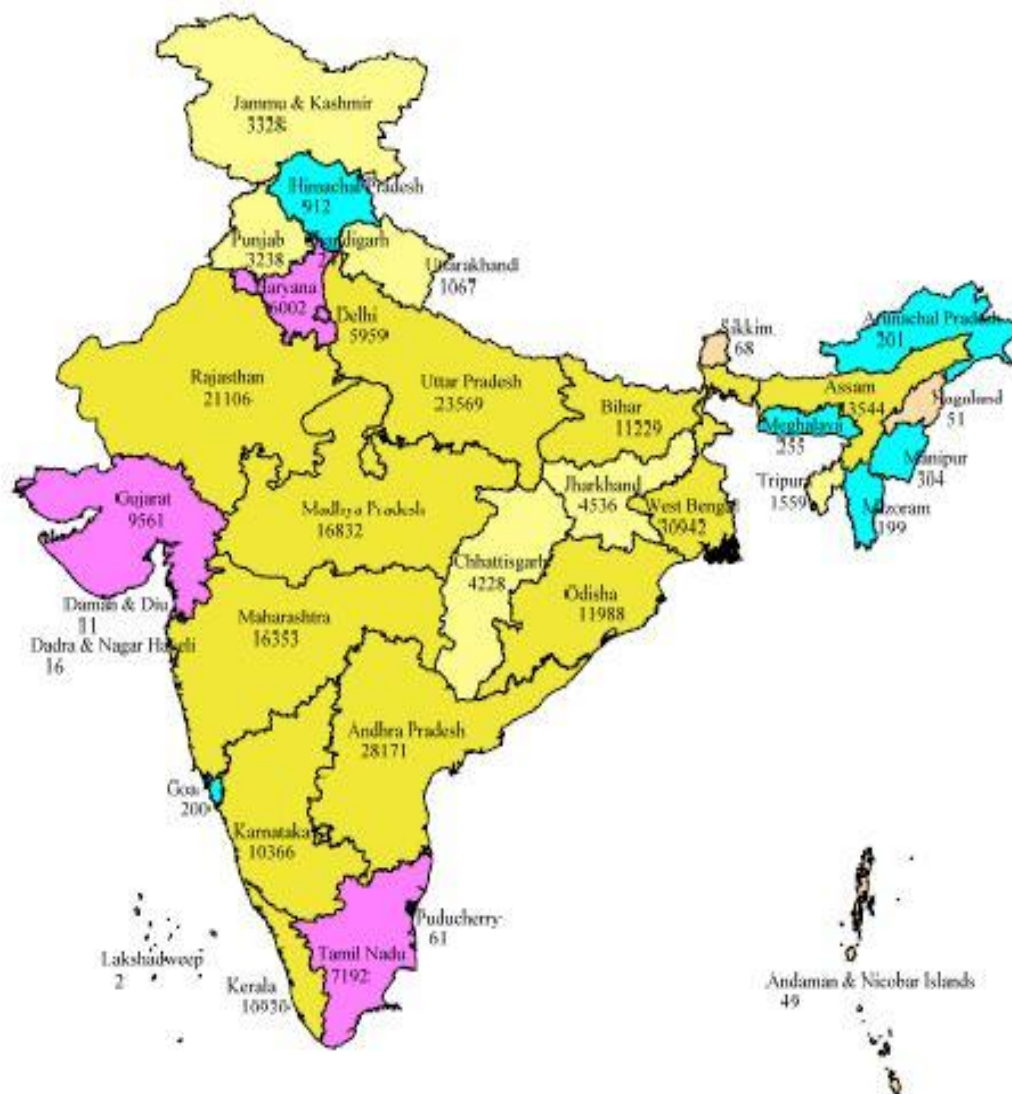 Jammu & Kashmir
3328
Himachal Pradesh
912
Punjab
3238
Chandigarh
Uttarakhand
1067
Haryana
6002
Delhi
5959
Rajasthan
21106
Uttar Pradesh
23569
Bihar
11229
Sikkim
68
Arunachal Pradesh
201
Assam
13544
Nagaland
51
Meghalaya
255
Manipur
304
Tripura
1559
Mizoram
199
Gujarat
9561
Madhya Pradesh
16832
Jharkhand
4536
West Bengal
30942
Chhattisgarh
4228
Odisha
11988
Daman & Diu
11
Dadra & Nagar Haveli
16
Maharashtra
16353
Andhra Pradesh
28171
Goa
200
Karnataka
10366
Puducherry
61
Tamil Nadu
7192
Lakshadweep
2
Kerala
Andaman & Nicobar Islands
49